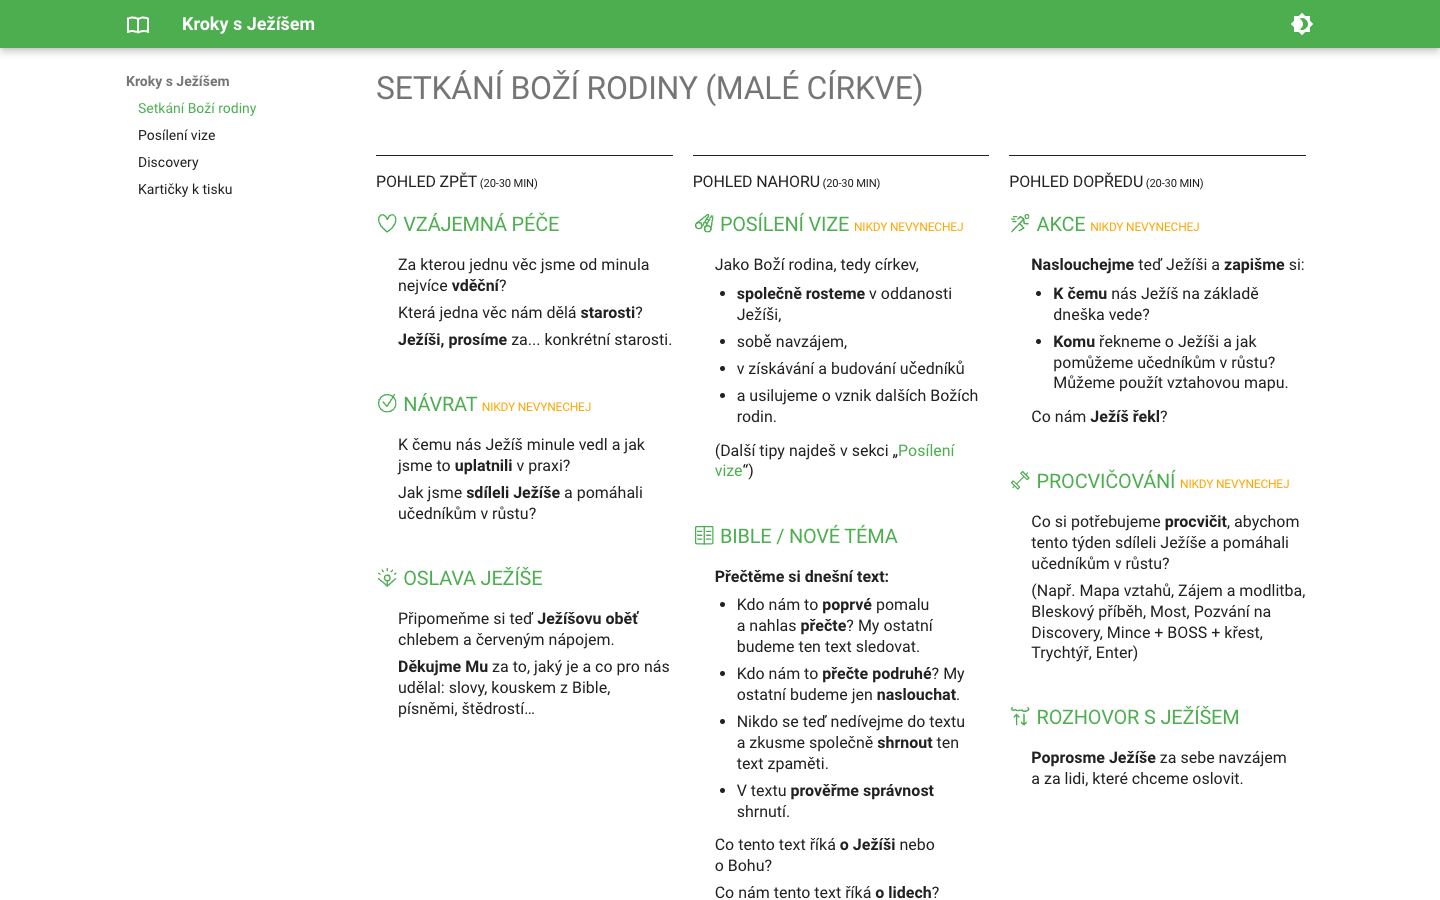 Kroky s Ježíšem
Kroky s Ježíšem
Setkání Boží rodiny
Posílení vize
Discovery
Kartičky k tisku
SETKÁNÍ BOŽÍ RODINY (MALÉ CÍRKVE)
POHLED ZPĚT (20-30 MIN)
VZÁJEMNÁ PÉČE
Za kterou jednu věc jsme od minula
nejvíce vděční?
Která jedna věc nám dělá starosti?
Ježíši, prosíme za... konkrétní starosti.
NÁVRAT NIKDY NEVYNECHEJ
K čemu nás Ježíš minule vedl a jak
jsme to uplatnili v praxi?
Jak jsme sdíleli Ježíše a pomáhali
učedníkům v růstu?
OSLAVA JEŽÍŠE
Připomeňme si teď Ježíšovu oběť
chlebem a červeným nápojem.
Děkujme Mu za to, jaký je a co pro nás
udělal: slovy, kouskem z Bible,
písněmi, štědrostí…
POHLED NAHORU (20-30 MIN)
POSÍLENÍ VIZE NIKDY NEVYNECHEJ
Jako Boží rodina, tedy církev,
• společně rosteme v oddanosti
Ježíši,
• sobě navzájem,
• v získávání a budování učedníků
• a usilujeme o vznik dalších Božích
rodin.
(Další tipy najdeš v sekci „Posílení
vize“)
BIBLE / NOVÉ TÉMA
Přečtěme si dnešní text:
• Kdo nám to poprvé pomalu
a nahlas přečte? My ostatní
budeme ten text sledovat.
• Kdo nám to přečte podruhé? My
ostatní budeme jen naslouchat.
• Nikdo se teď nedívejme do textu
a zkusme společně shrnout ten
text zpaměti.
• V textu prověřme správnost
shrnutí.
Co tento text říká o Ježíši nebo
o Bohu?
Co nám tento text říká o lidech?
POHLED DOPŘEDU (20-30 MIN)
AKCE NIKDY NEVYNECHEJ
Naslouchejme teď Ježíši a zapišme si:
• K čemu nás Ježíš na základě
dneška vede?
• Komu řekneme o Ježíši a jak
pomůžeme učedníkům v růstu?
Můžeme použít vztahovou mapu.
Co nám Ježíš řekl?
PROCVIČOVÁNÍ NIKDY NEVYNECHEJ
Co si potřebujeme procvičit, abychom
tento týden sdíleli Ježíše a pomáhali
učedníkům v růstu?
(Např. Mapa vztahů, Zájem a modlitba,
Bleskový příběh, Most, Pozvání na
Discovery, Mince + BOSS + křest,
Trychtýř, Enter)
ROZHOVOR S JEŽÍŠEM
Poprosme Ježíše za sebe navzájem
a za lidi, které chceme oslovit.